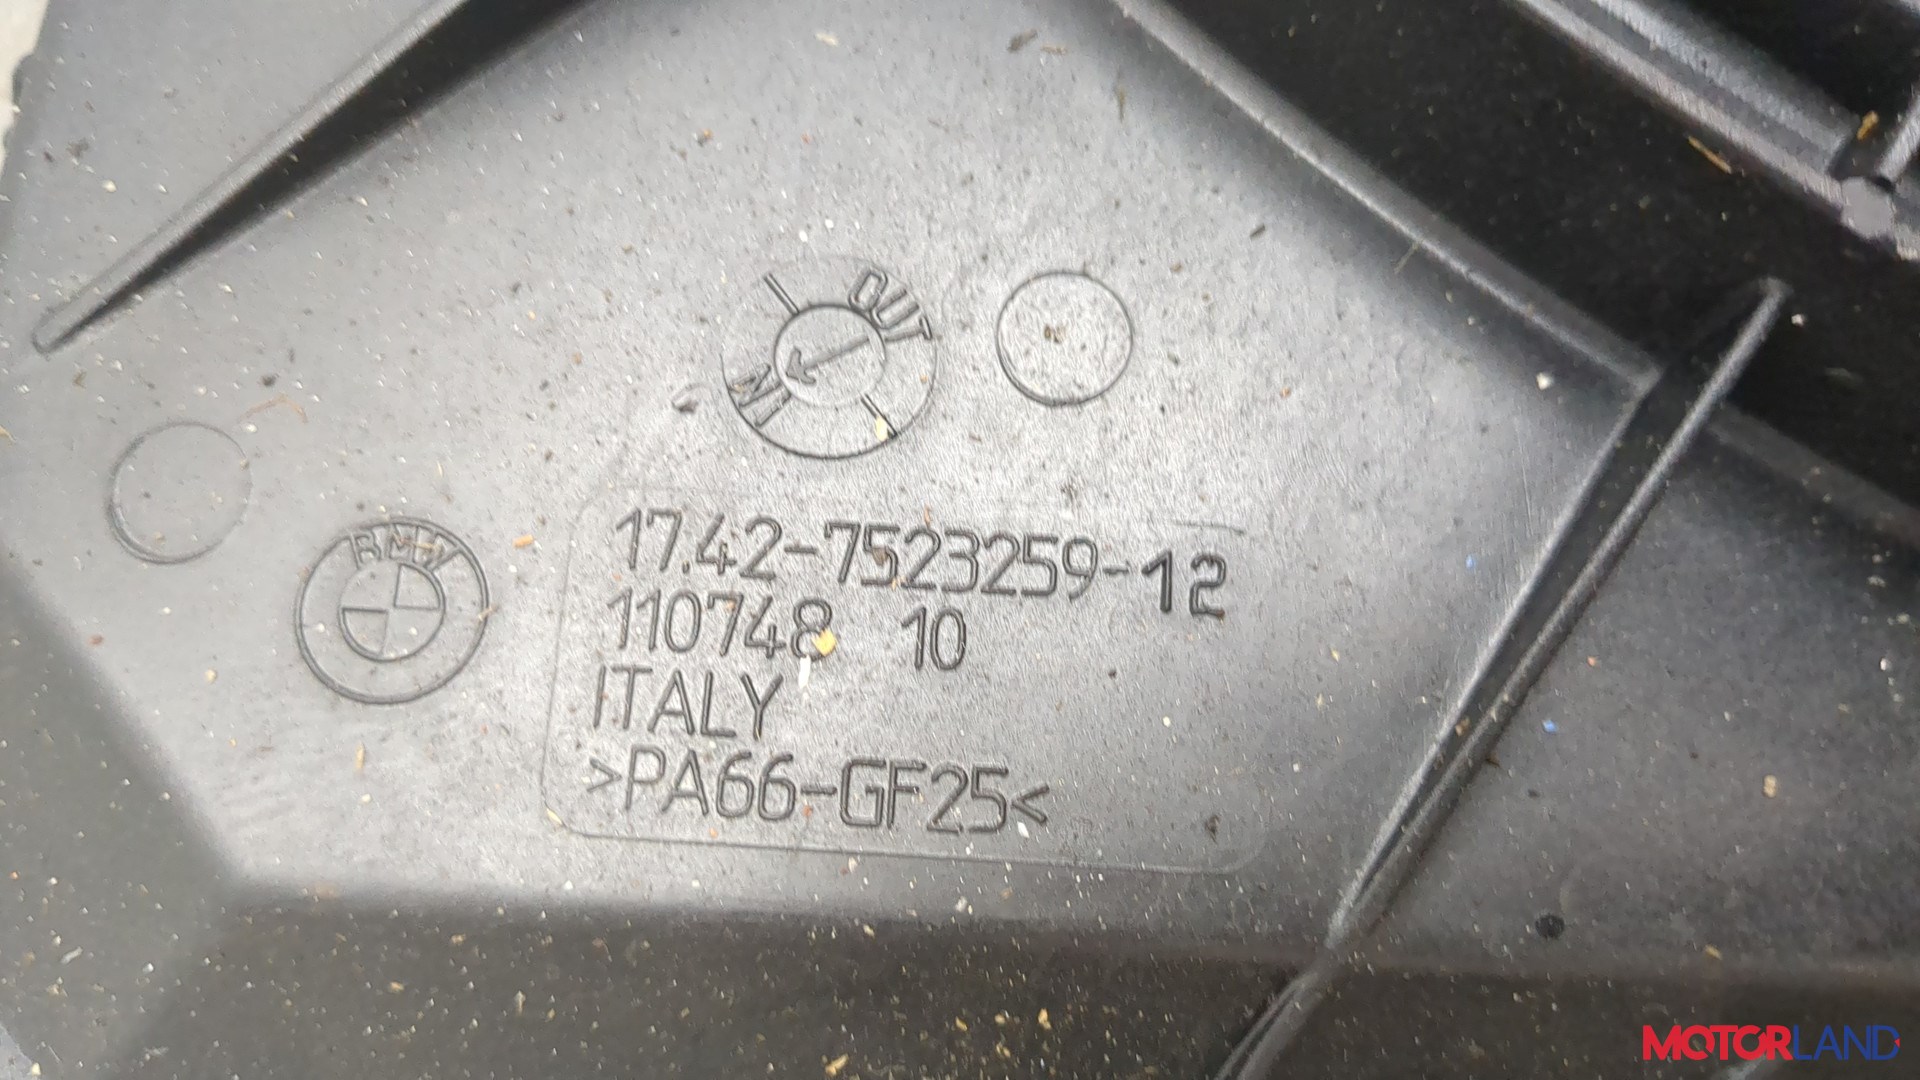 OUT
IN
BMW
17.42-7523259-12
110748 10
ITALY
>PA66-GF25<
MOTORLAND